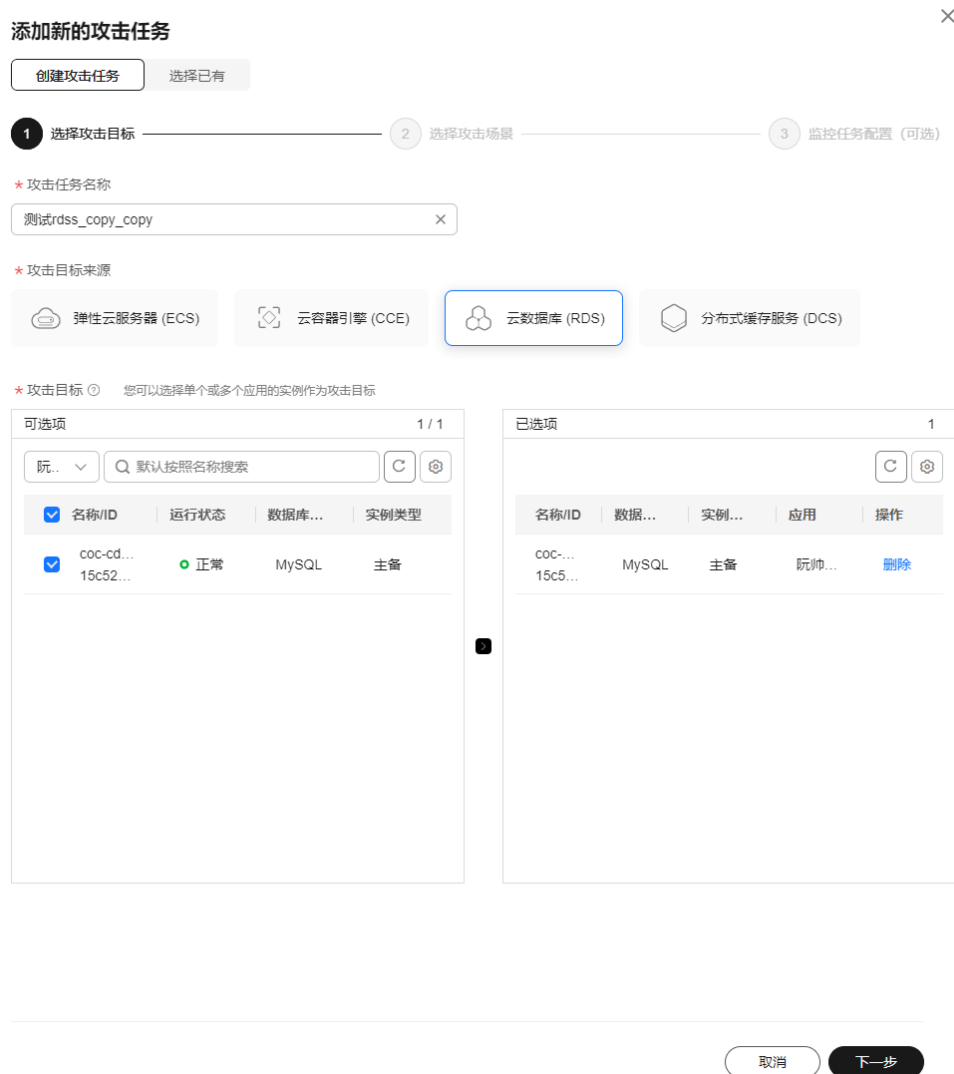 添加新的攻击任务
创建攻击任务 选择已有
1 选择攻击目标 2 选择攻击场景 3 监控任务配置 (可选)
* 攻击任务名称
测试rdss_copy_copy
* 攻击目标来源
弹性云服务器 (ECS) 云容器引擎 (CCE) 云数据库 (RDS) 分布式缓存服务 (DCS)
* 攻击目标 ? 您可以选择单个或多个应用的实例作为攻击目标
可选项 1 / 1 已选项 1
阮.. 默认按照名称搜索
名称/ID 运行状态 数据库... 实例类型 名称/ID 数据... 实例... 应用 操作
coc-cd... 正常 MySQL 主备 coc-... MySQL 主备 阮帅... 删除
15c52... 15c5...
取消 下一步